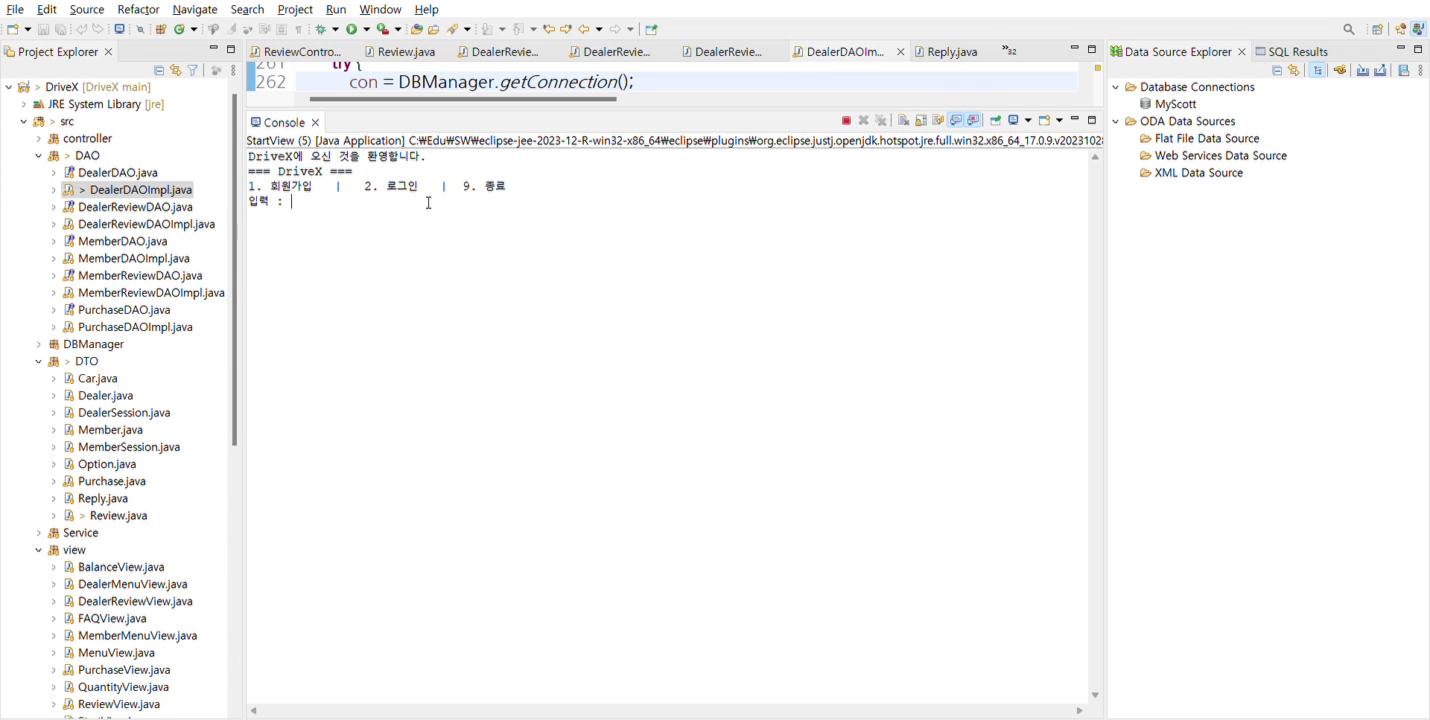 File Edit Source Refactor Navigate Search Project Run Window Help
Project Explorer
DriveX [DriveX main]
JRE System Library [jre]
src
controller
DAO
DealerDAO.java
DealerDAOImpl.java
DealerReviewDAO.java
DealerReviewDAOImpl.java
MemberDAO.java
MemberDAOImpl.java
MemberReviewDAO.java
MemberReviewDAOImpl.java
PurchaseDAO.java
PurchaseDAOImpl.java
DBManager
DTO
Car.java
Dealer.java
DealerSession.java
Member.java
MemberSession.java
Option.java
Purchase.java
Reply.java
Review.java
Service
view
BalanceView.java
DealerMenuView.java
DealerReviewView.java
FAQView.java
MemberMenuView.java
MenuView.java
PurchaseView.java
QuantityView.java
ReviewView.java
ReviewContro... Review.java DealerRevie... DealerRevie... DealerRevie... DealerDAOIm... Reply.java »32
261 try {
262 con = DBManager.getConnection();
Console
StartView (5) [Java Application] C:₩Edu₩SW₩eclipse-jee-2023-12-R-win32-x86_64₩eclipse₩plugins₩org.eclipse.justj.openjdk.hotspot.jre.full.win32.x86_64_17.0.9.v2023102
DriveX에 오신 것을 환영합니다.
=== DriveX ===
1. 회원가입 | 2. 로그인 | 9. 종료
입력 :
Data Source Explorer SQL Results
Database Connections
MyScott
ODA Data Sources
Flat File Data Source
Web Services Data Source
XML Data Source